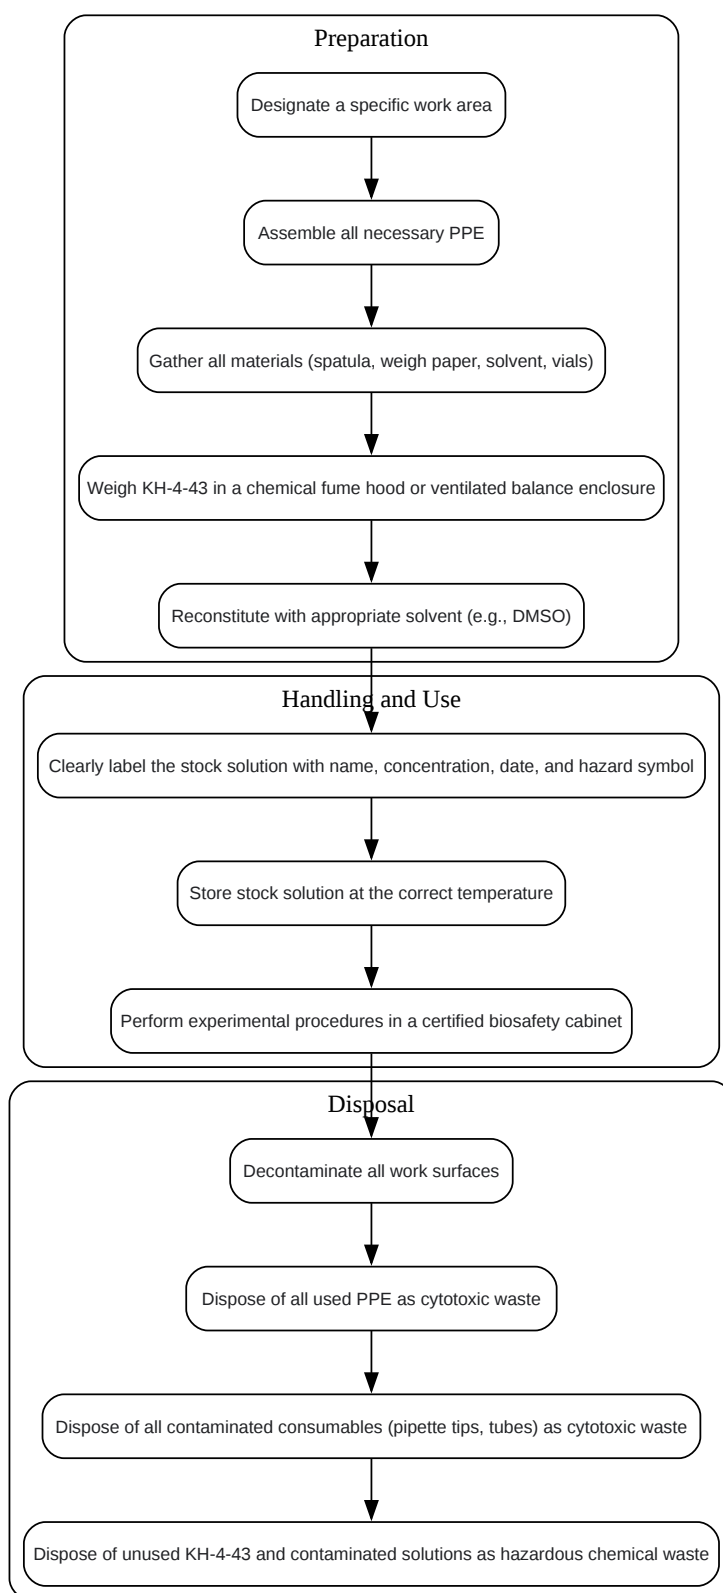 Preparation
Designate a specific work area
Assemble all necessary PPE
Gather all materials (spatula, weigh paper, solvent, vials)
Weigh KH-4-43 in a chemical fume hood or ventilated balance enclosure
Reconstitute with appropriate solvent (e.g., DMSO)
Handling and Use
Clearly label the stock solution with name, concentration, date, and hazard symbol
Store stock solution at the correct temperature
Perform experimental procedures in a certified biosafety cabinet
Disposal
Decontaminate all work surfaces
Dispose of all used PPE as cytotoxic waste
Dispose of all contaminated consumables (pipette tips, tubes) as cytotoxic waste
Dispose of unused KH-4-43 and contaminated solutions as hazardous chemical waste